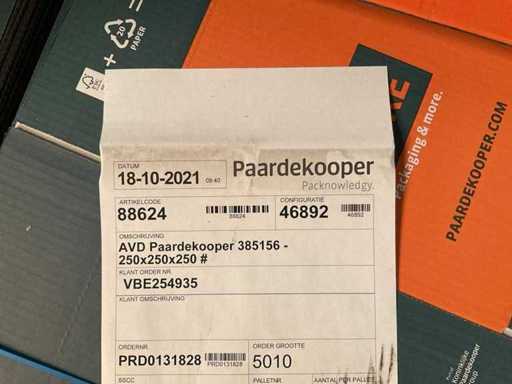 20
PAPER
Packaging & more.
PAARDEKOOPER.COM
DATUM
18-10-2021
Paardekooper
Packnowledgy.
ARTIKELCODE
88624
88624
CONFIGURATIE
46892
46892
OMSCHRIJVING
AVD Paardekooper 385156 -
250x250x250 #
KLANT ORDER NR.
VBE254935
KLANT OMSCHRIJVING
ORDERNR.
PRD0131828
PRD0131828
ORDER GROOTTE
5010
SSCC
PALLETNR.
AANTAL PER PALLET
Koninklijke
Paardekooper